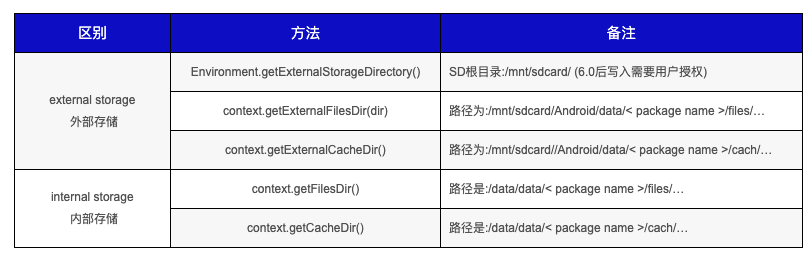 区别 方法 备注
external storage
外部存储
Environment.getExternalStorageDirectory() SD根目录:/mnt/sdcard/ (6.0后写入需要用户授权)
context.getExternalFilesDir(dir) 路径为:/mnt/sdcard/Android/data/< package name >/files/…
context.getExternalCacheDir() 路径为:/mnt/sdcard//Android/data/< package name >/cach/…
internal storage
内部存储
context.getFilesDir() 路径是:/data/data/< package name >/files/…
context.getCacheDir() 路径是:/data/data/< package name >/cach/…